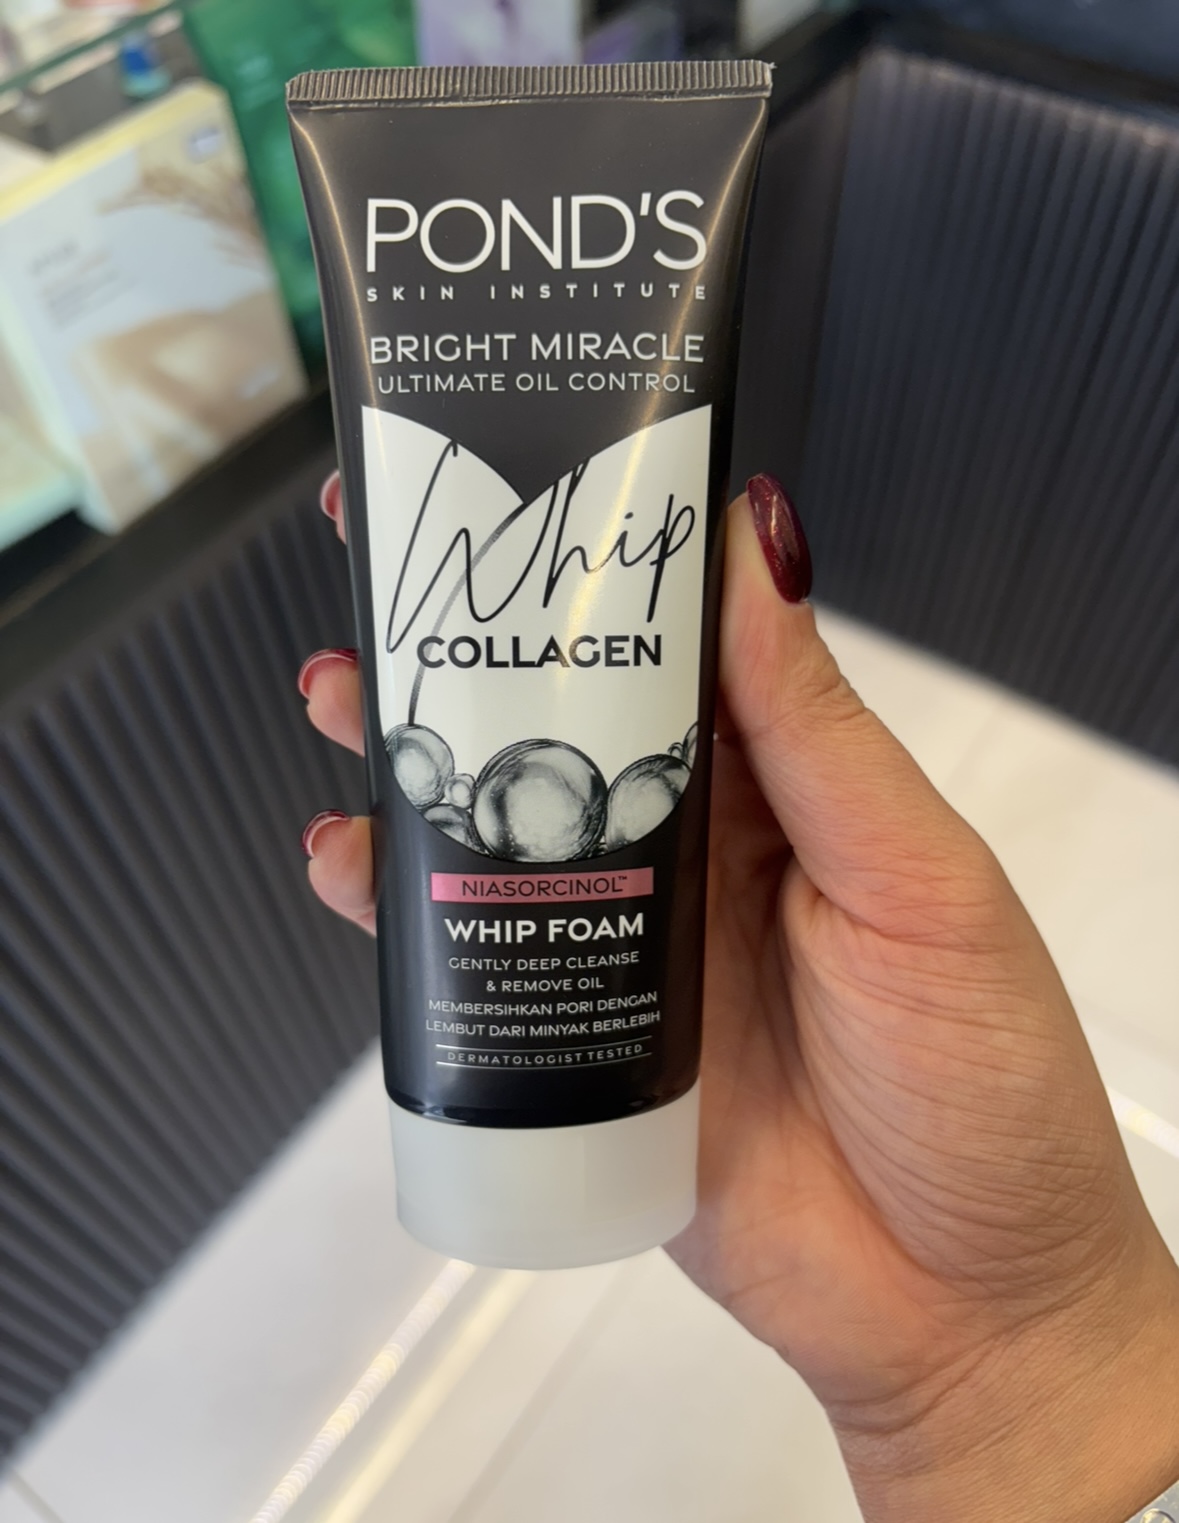 POND'S
SKIN INSTITUTE
BRIGHT MIRACLE
ULTIMATE OIL CONTROL
Whip
COLLAGEN
NIASORCINOL™
WHIP FOAM
GENTLY DEEP CLEANSE
& REMOVE OIL
MEMBERSIHKAN PORI DENGAN
LEMBUT DARI MINYAK BERLEBIH
DERMATOLOGIST TESTED